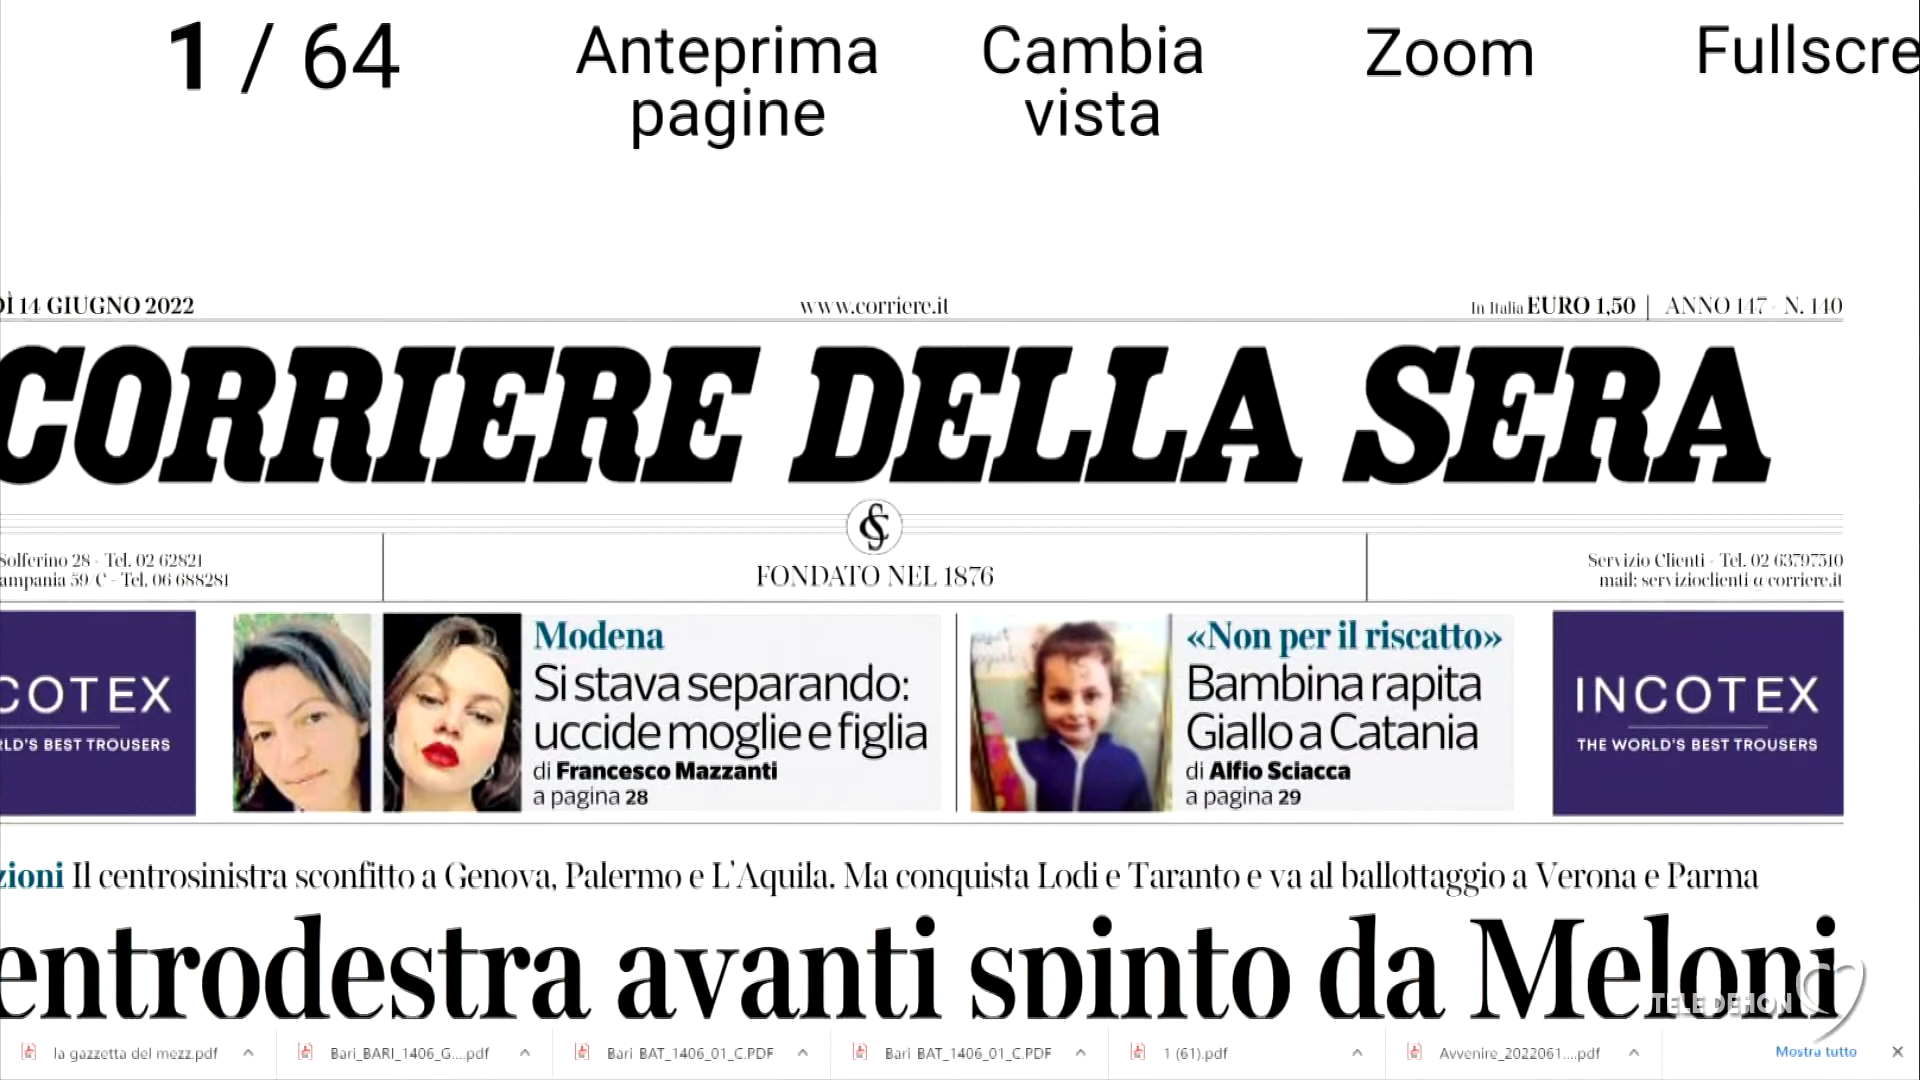 1 / 64
Anteprima pagine
Cambia vista
Zoom
Fullscre
DÌ 14 GIUGNO 2022
www.corriere.it
In Italia EURO 1,50 | ANNO 147 - N. 140
CORRIERE DELLA SERA
Solferino 28 - Tel. 02 62821
ampania 59/C - Tel. 06 688281
FONDATO NEL 1876
Servizio Clienti - Tel. 02 63797510
mail: servizioclienti@corriere.it
COTEX
RLD'S BEST TROUSERS
Modena
Si stava separando:
uccide moglie e figlia
di Francesco Mazzanti
a pagina 28
«Non per il riscatto»
Bambina rapita
Giallo a Catania
di Alfio Sciacca
a pagina 29
INCOTEX
THE WORLD'S BEST TROUSERS
zioni Il centrosinistra sconfitto a Genova, Palermo e L'Aquila. Ma conquista Lodi e Taranto e va al ballottaggio a Verona e Parma
entrodestra avanti spinto da Meloni
TELEDEHON
la gazzetta del mezz.pdf
Bari_BARI_1406_G....pdf
Bari BAT_1406_01_C.PDF
Bari BAT_1406_01_C.PDF
1 (61).pdf
Avvenire_2022061....pdf
Mostra tutto